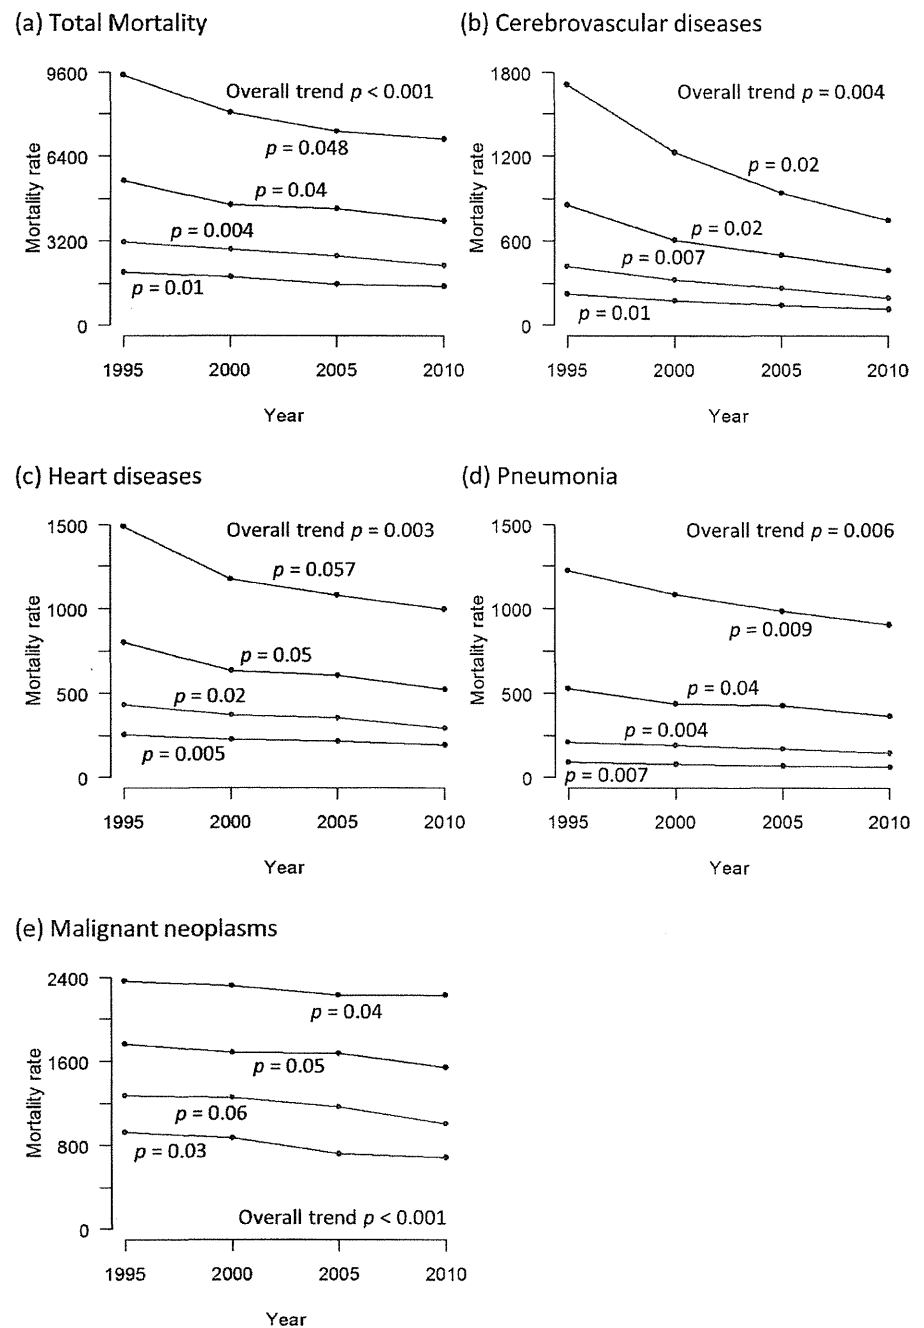 (a) Total Mortality
9600
6400
3200
0
Mortality rate
Overall trend p < 0.001
p = 0.048
p = 0.04
p = 0.004
p = 0.01
1995 2000 2005 2010
Year
(b) Cerebrovascular diseases
1800
1200
600
0
Mortality rate
Overall trend p = 0.004
p = 0.02
p = 0.02
p = 0.007
p = 0.01
1995 2000 2005 2010
Year
(c) Heart diseases
1500
1000
500
0
Mortality rate
Overall trend p = 0.003
p = 0.057
p = 0.05
p = 0.02
p = 0.005
1995 2000 2005 2010
Year
(d) Pneumonia
1500
1000
500
0
Mortality rate
Overall trend p = 0.006
p = 0.009
p = 0.04
p = 0.004
p = 0.007
1995 2000 2005 2010
Year
(e) Malignant neoplasms
2400
1600
800
0
Mortality rate
p = 0.04
p = 0.05
p = 0.06
p = 0.03
Overall trend p < 0.001
1995 2000 2005 2010
Year